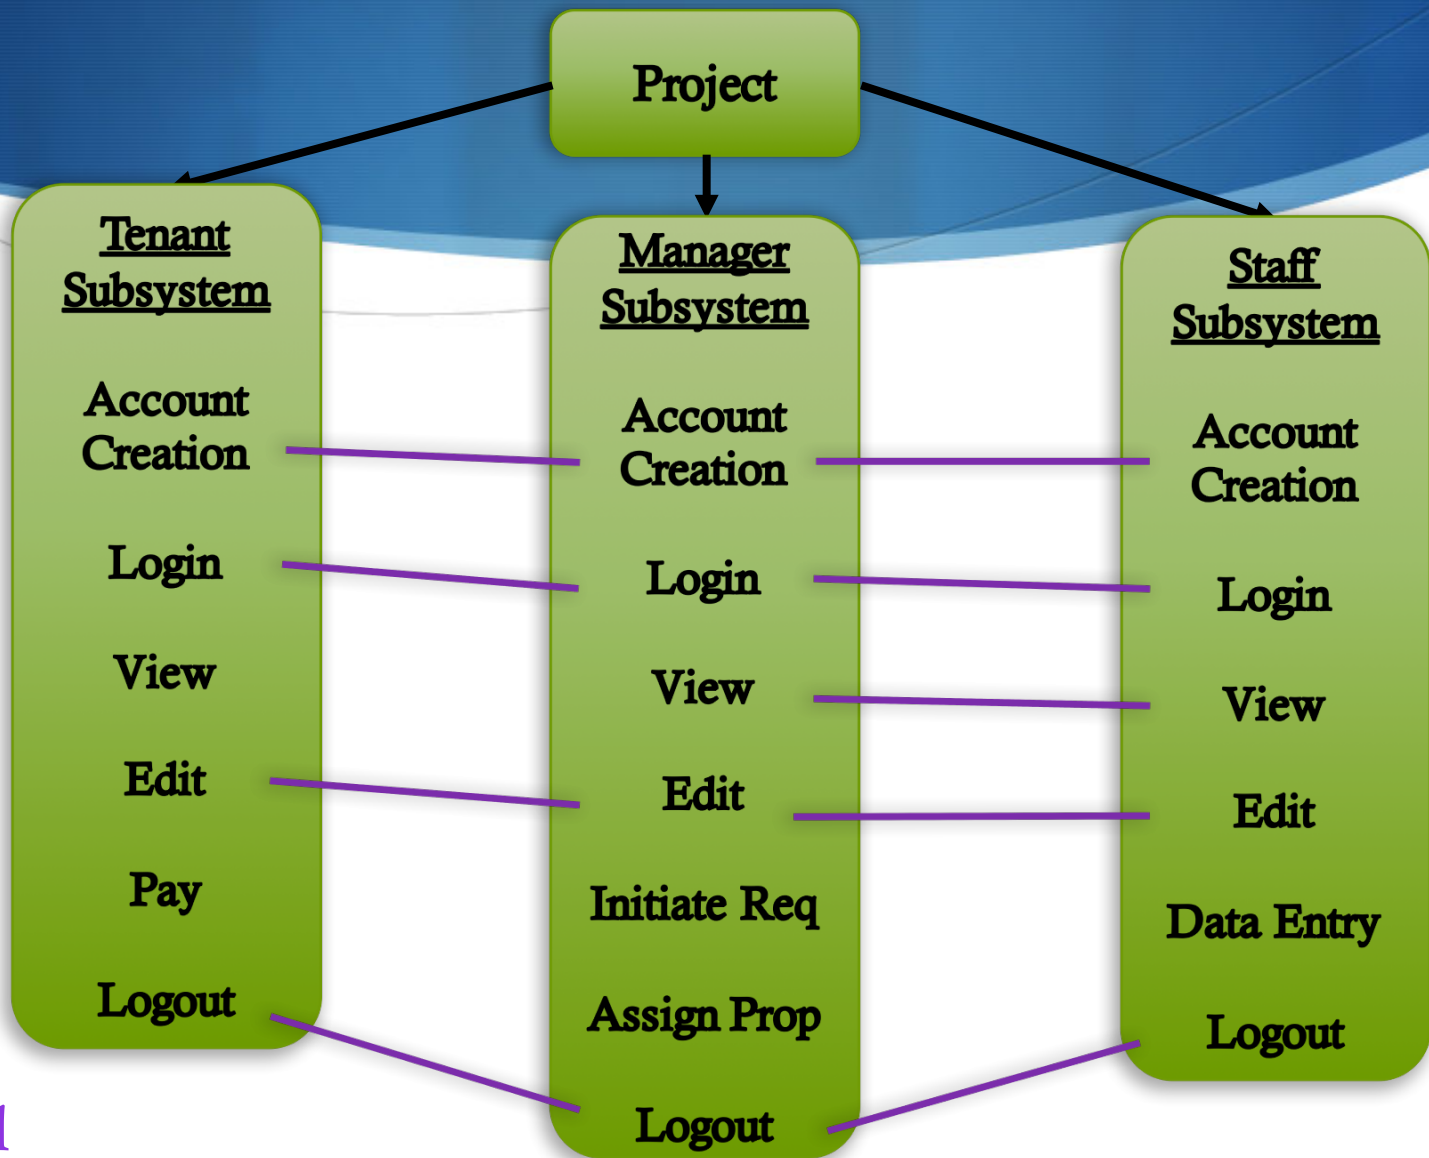 Project
Tenant
Subsystem
Account
Creation
Login
View
Edit
Pay
Logout
Manager
Subsystem
Account
Creation
Login
View
Edit
Initiate Req
Assign Prop
Logout
Staff
Subsystem
Account
Creation
Login
View
Edit
Data Entry
Logout